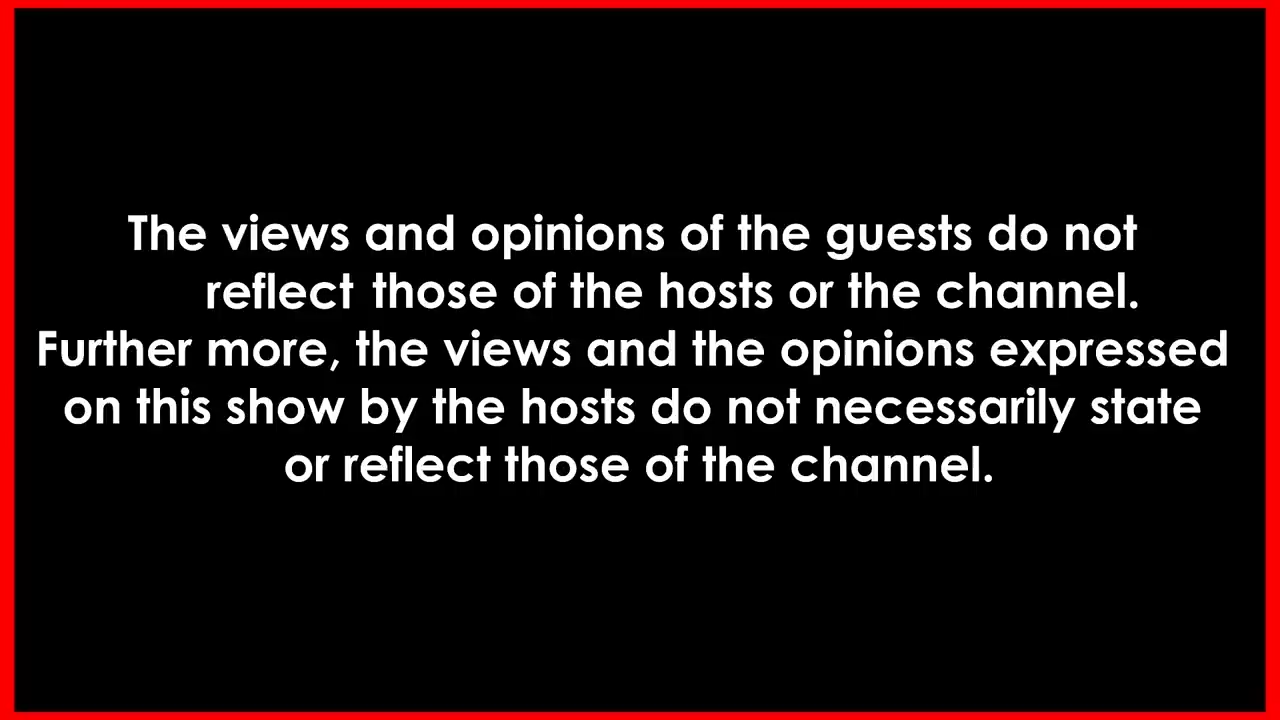 The views and opinions of the guests do not
reflect those of the hosts or the channel.
Further more, the views and the opinions expressed
on this show by the hosts do not necessarily state
or reflect those of the channel.